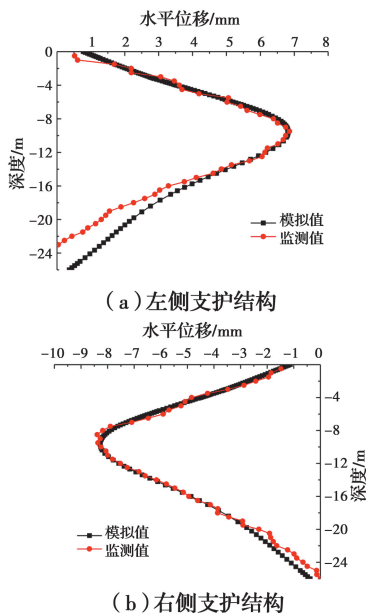 水平位移/mm
1 2 3 4 5 6 7 8
0
-4
-8
-12
-16
-20
-24
深度/m
模拟值
监测值
(a)左侧支护结构
水平位移/mm
-10 -9 -8 -7 -6 -5 -4 -3 -2 -1 0
-4
-8
-12
-16
-20
-24
深度/m
模拟值
监测值
(b)右侧支护结构